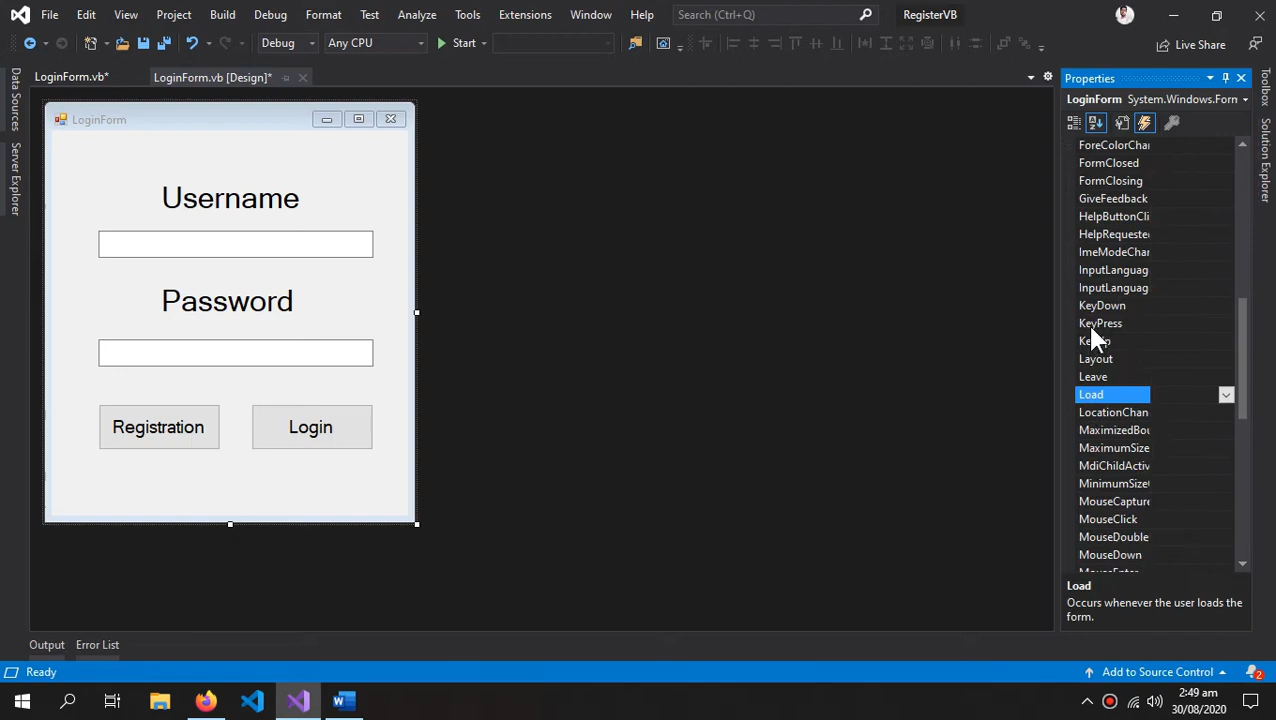 File Edit View Project Build Debug Format Test Analyze Tools Extensions Window Help Search (Ctrl+Q) RegisterVB
Debug Any CPU Start Live Share
LoginForm.vb* LoginForm.vb [Design]*
Data Sources
Server Explorer
LoginForm
Username
Password
Registration Login
Properties
LoginForm System.Windows.Forn
ForeColorChar
FormClosed
FormClosing
GiveFeedback
HelpButtonCli
HelpRequeste
ImeModeChar
InputLanguag
InputLanguag
KeyDown
KeyPress
Layout
Leave
Load
LocationChan
MaximizedBou
MaximumSize
MdiChildActiv
MinimumSize
MouseCapture
MouseClick
MouseDouble
MouseDown
Load
Occurs whenever the user loads the
form.
Toolbox
Solution Explorer
Output Error List
Ready Add to Source Control 2
2:49 am
30/08/2020